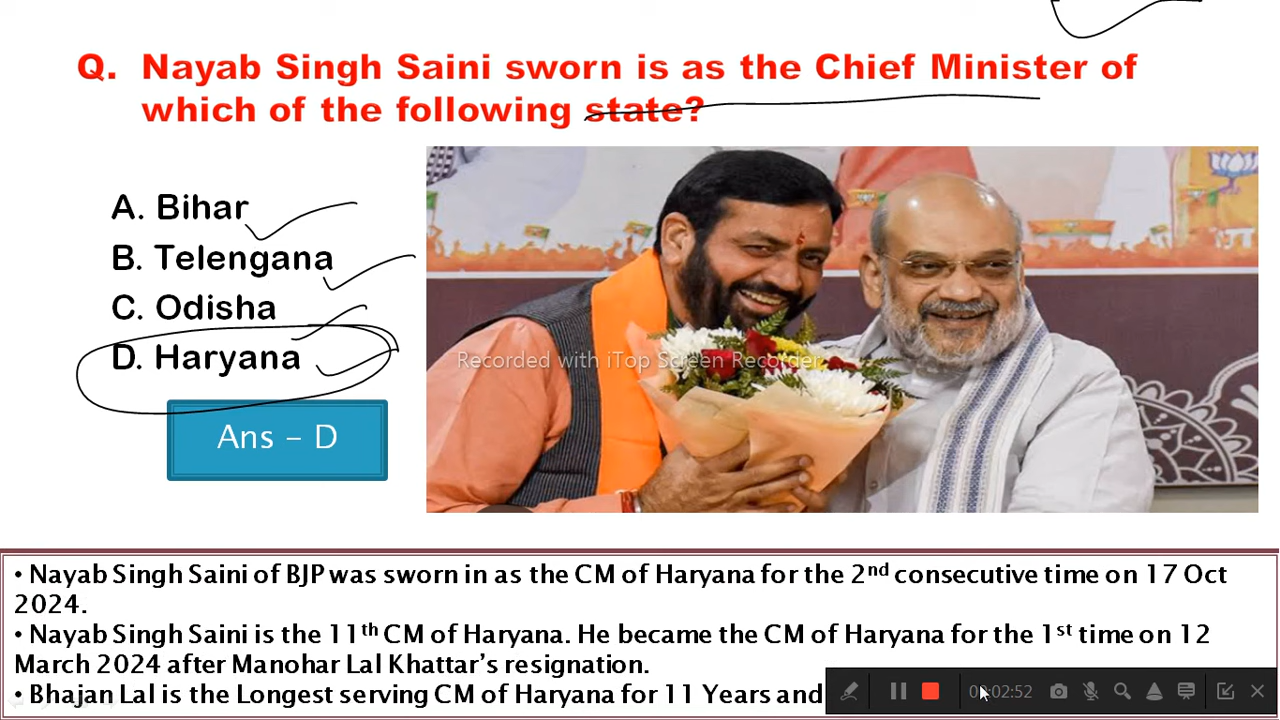 Q. Nayab Singh Saini sworn is as the Chief Minister of
which of the following state?
A. Bihar
B. Telengana
C. Odisha
D. Haryana
Ans – D
Recorded with iTop Screen Recorder
• Nayab Singh Saini of BJP was sworn in as the CM of Haryana for the 2nd consecutive time on 17 Oct
2024.
• Nayab Singh Saini is the 11th CM of Haryana. He became the CM of Haryana for the 1st time on 12
March 2024 after Manohar Lal Khattar's resignation.
• Bhajan Lal is the Longest serving CM of Haryana for 11 Years and
00:02:52